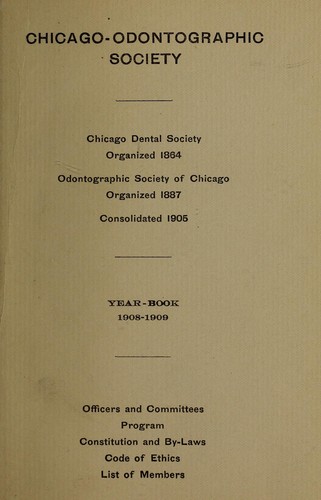 CHICAGO-ODONTOGRAPHIC
SOCIETY
Chicago Dental Society
Organized 1864
Odontographic Society of Chicago
Organized 1887
Consolidated 1905
YEAR-BOOK
1908-1909
Officers and Committees
Program
Constitution and By-Laws
Code of Ethics
List of Members